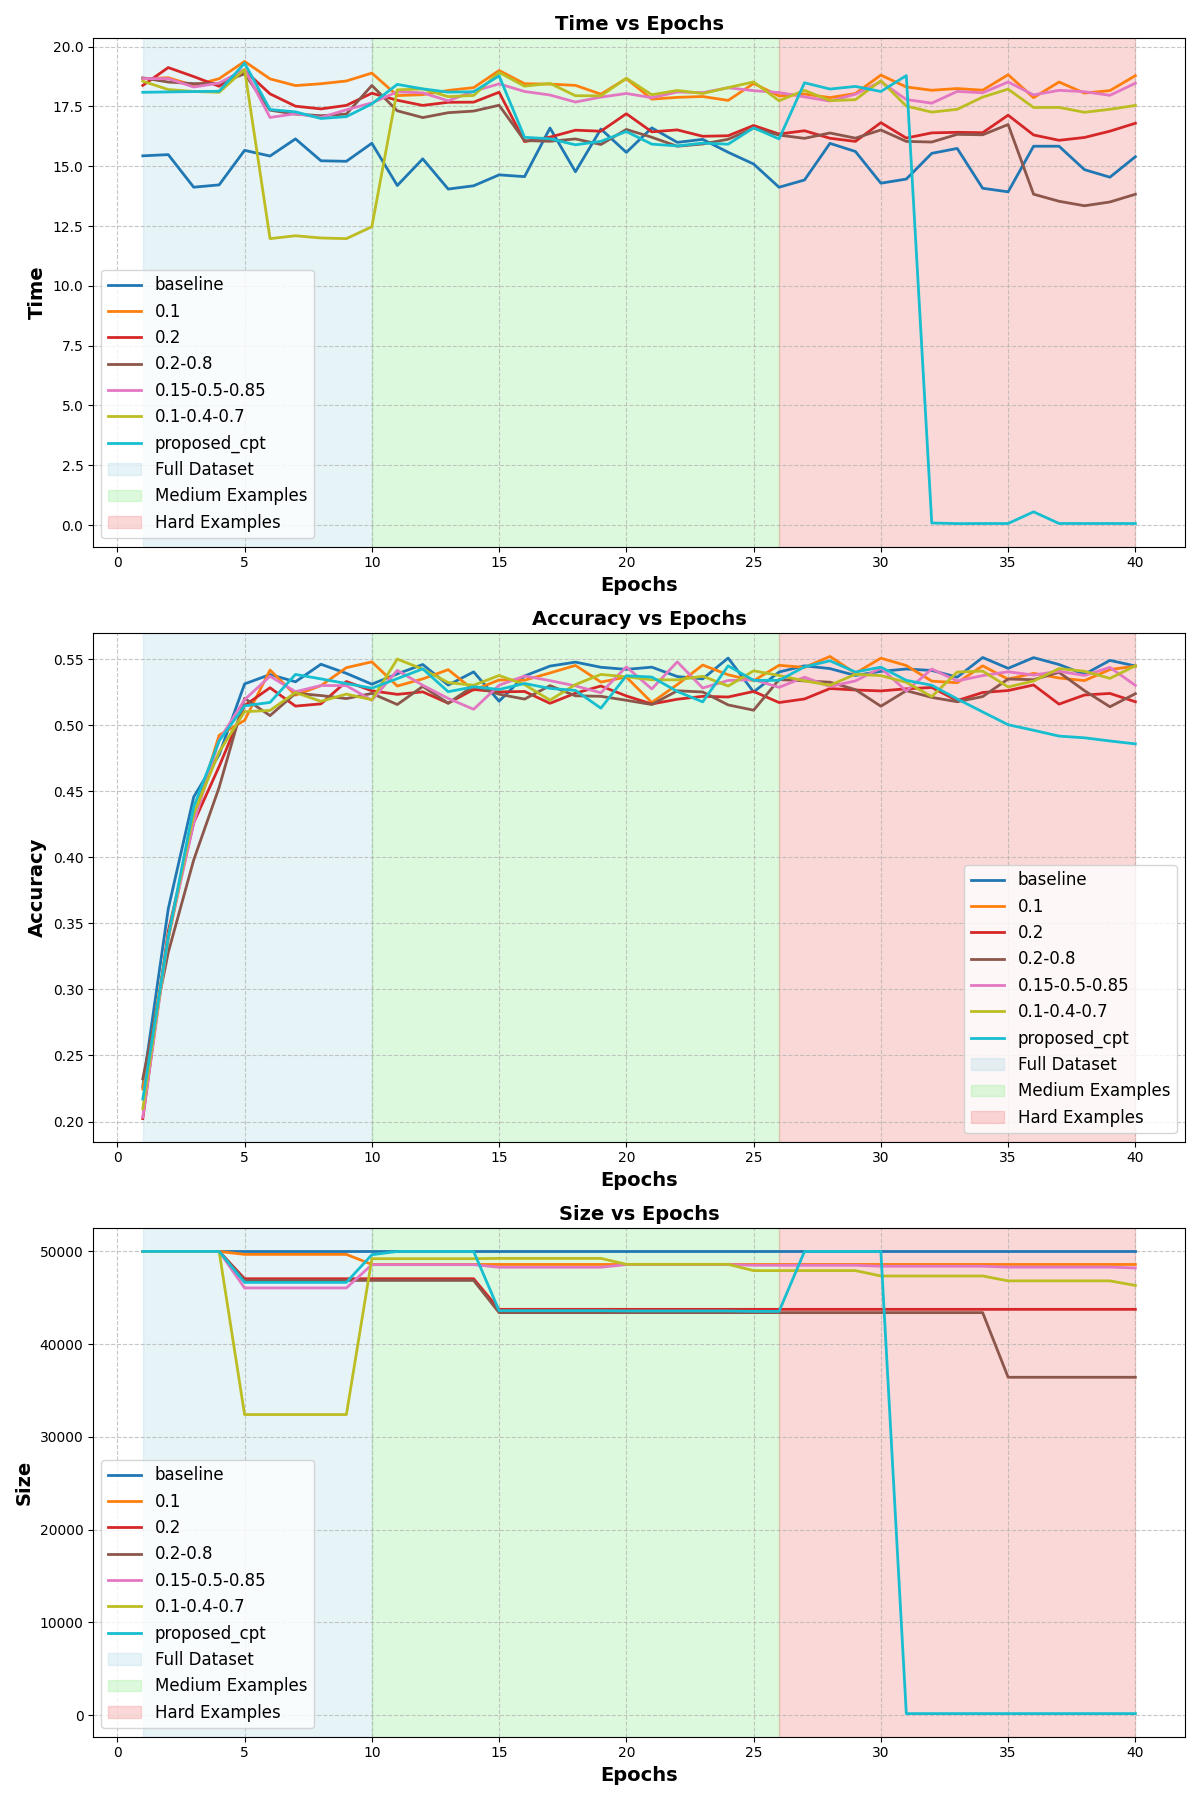 Time vs Epochs
20.0
17.5
15.0
12.5
10.0
7.5
5.0
2.5
0.0
Time
baseline
0.1
0.2
0.2-0.8
0.15-0.5-0.85
0.1-0.4-0.7
proposed_cpt
Full Dataset
Medium Examples
Hard Examples
0 5 10 15 20 25 30 35 40
Epochs
Accuracy vs Epochs
0.55
0.50
0.45
0.40
0.35
0.30
0.25
0.20
Accuracy
baseline
0.1
0.2
0.2-0.8
0.15-0.5-0.85
0.1-0.4-0.7
proposed_cpt
Full Dataset
Medium Examples
Hard Examples
0 5 10 15 20 25 30 35 40
Epochs
Size vs Epochs
50000
40000
30000
20000
10000
0
Size
baseline
0.1
0.2
0.2-0.8
0.15-0.5-0.85
0.1-0.4-0.7
proposed_cpt
Full Dataset
Medium Examples
Hard Examples
0 5 10 15 20 25 30 35 40
Epochs